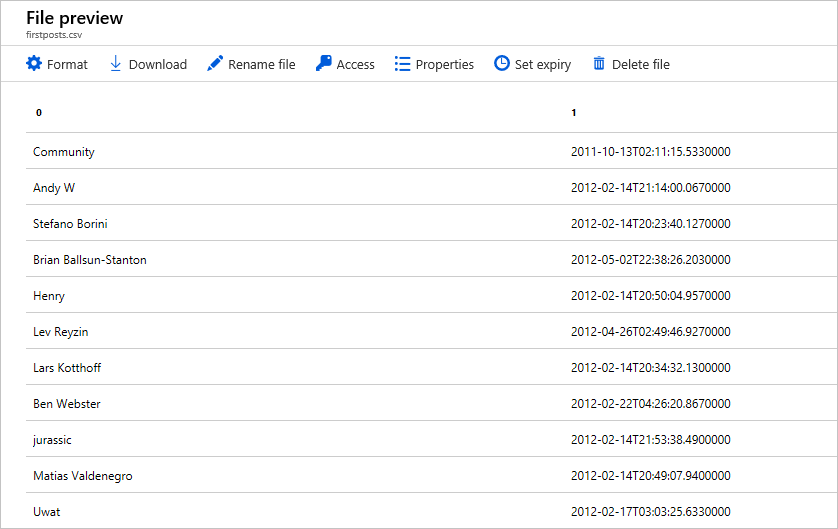 File preview
firstposts.csv
Format Download Rename file Access Properties Set expiry Delete file
0 1
Community 2011-10-13T02:11:15.5330000
Andy W 2012-02-14T21:14:00.0670000
Stefano Borini 2012-02-14T20:23:40.1270000
Brian Ballsun-Stanton 2012-05-02T22:38:26.2030000
Henry 2012-02-14T20:50:04.9570000
Lev Reyzin 2012-04-26T02:49:46.9270000
Lars Kotthoff 2012-02-14T20:34:32.1300000
Ben Webster 2012-02-22T04:26:20.8670000
jurassic 2012-02-14T21:53:38.4900000
Matias Valdenegro 2012-02-14T20:49:07.9400000
Uwat 2012-02-17T03:03:25.6330000